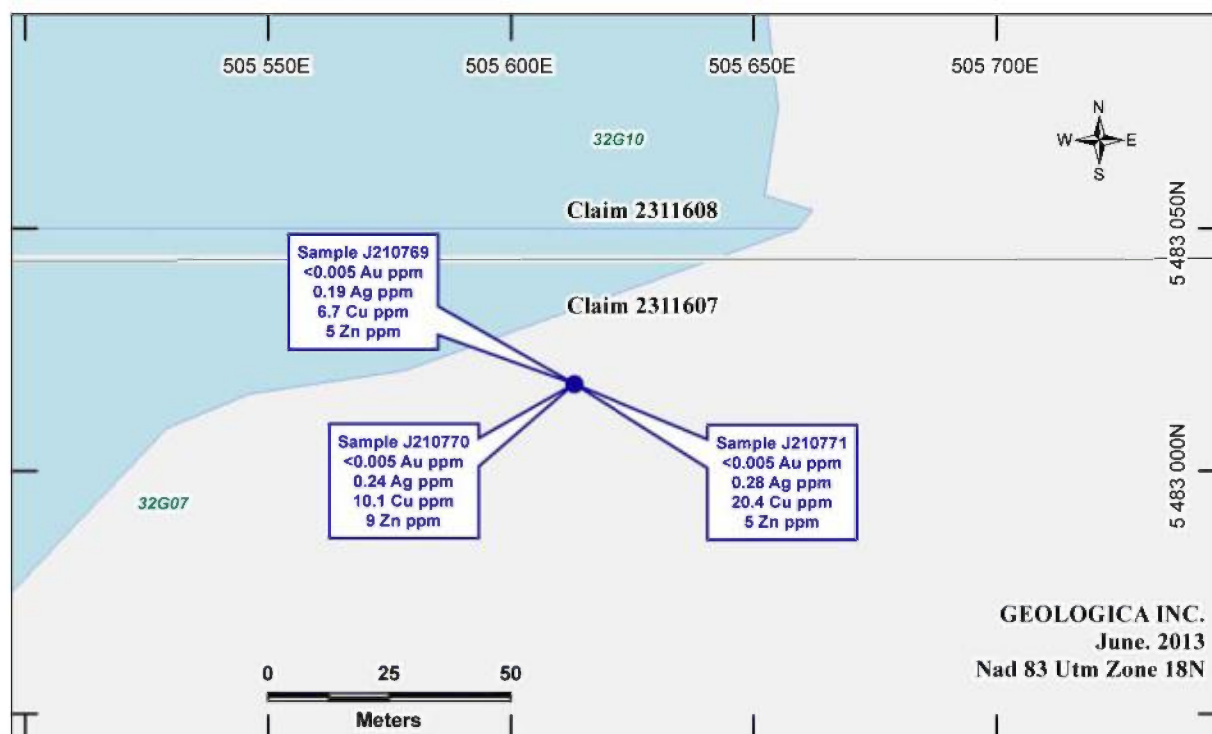 505 550E
505 600E
505 650E
505 700E
32G10
N
W
E
S
Claim 2311608
5 483 050N
Sample J210769
<0.005 Au ppm
0.19 Ag ppm
6.7 Cu ppm
5 Zn ppm
Claim 2311607
Sample J210770
<0.005 Au ppm
0.24 Ag ppm
10.1 Cu ppm
9 Zn ppm
Sample J210771
<0.005 Au ppm
0.28 Ag ppm
20.4 Cu ppm
5 Zn ppm
5 483 000N
32G07
GEOLOGICA INC.
June. 2013
Nad 83 Utm Zone 18N
0
25
50
Meters